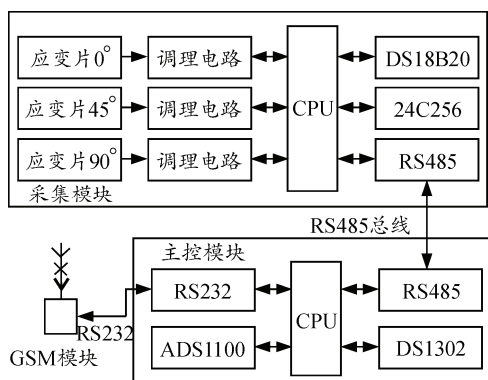 应变片0° 调理电路 DS18B20
应变片45° 调理电路 CPU 24C256
应变片90° 调理电路 RS485
采集模块
RS485总线
主控模块
RS232 RS485
RS232 CPU
GSM模块 ADS1100 DS1302